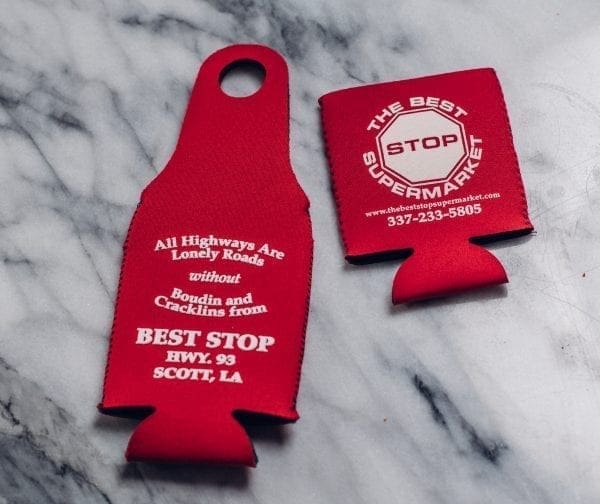 All Highways Are
Lonely Roads
without
Boudin and
Cracklins from
BEST STOP
HWY. 93
SCOTT, LA
THE BEST
STOP
SUPERMARKET
www.thebeststopsupermarket.com
337-233-5805